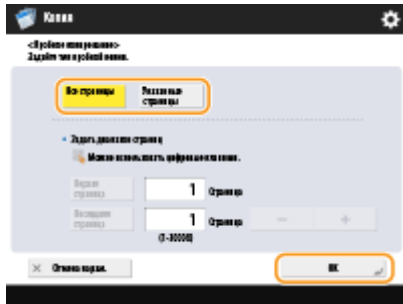 Копия
<Пробное копирование>
Задайте тип пробной копии.
Все страницы
Указанные
страницы
Задать диапазон страниц
Можно использовать цифровые клавиши.
Первая
страница
1 Страница
Последняя
страница
1 Страница
− +
(1-30000)
× Отмена парам.
OK